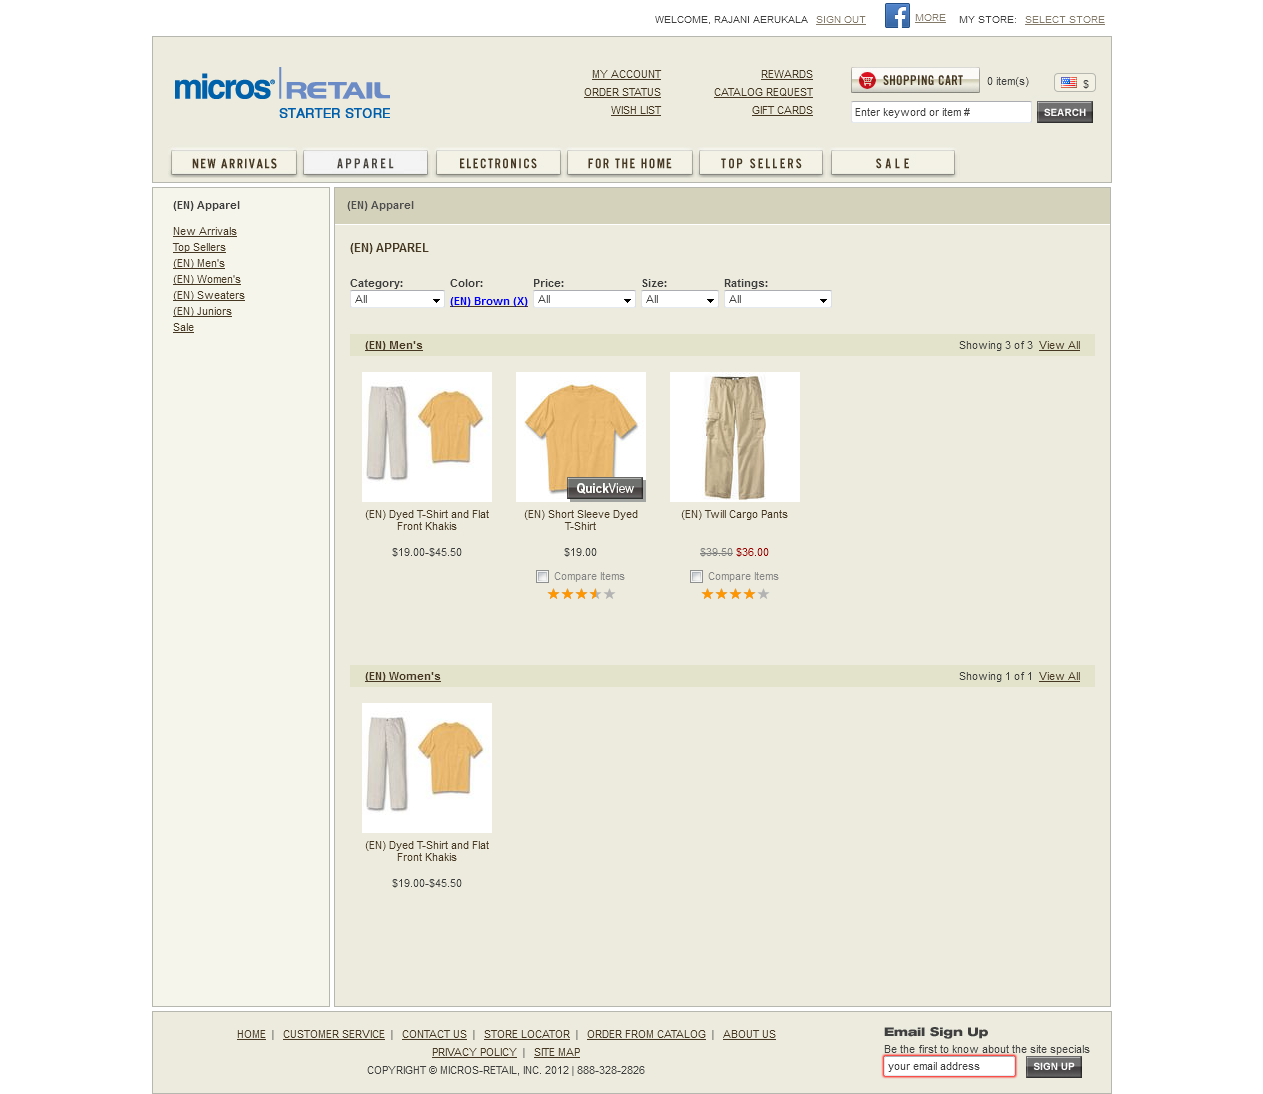 WELCOME, RAJANI AERUKALA SIGN OUT MORE MY STORE: SELECT STORE
micros RETAIL
STARTER STORE
MY ACCOUNT
ORDER STATUS
WISH LIST
REWARDS
CATALOG REQUEST
GIFT CARDS
SHOPPING CART 0 item(s) $
Enter keyword or item # SEARCH
NEW ARRIVALS APPAREL ELECTRONICS FOR THE HOME TOP SELLERS SALE
(EN) Apparel
New Arrivals
Top Sellers
(EN) Men's
(EN) Women's
(EN) Sweaters
(EN) Juniors
Sale
(EN) Apparel
(EN) APPAREL
Category: Color: Price: Size: Ratings:
All (EN) Brown (X) All All All
(EN) Men's Showing 3 of 3 View All
QuickView
(EN) Dyed T-Shirt and Flat Front Khakis
$19.00-$45.50
(EN) Short Sleeve Dyed T-Shirt
$19.00
Compare Items
(EN) Twill Cargo Pants
$39.50 $36.00
Compare Items
(EN) Women's Showing 1 of 1 View All
(EN) Dyed T-Shirt and Flat
Front Khakis
$19.00-$45.50
HOME | CUSTOMER SERVICE | CONTACT US | STORE LOCATOR | ORDER FROM CATALOG | ABOUT US
PRIVACY POLICY | SITE MAP
COPYRIGHT © MICROS-RETAIL, INC. 2012 | 888-328-2826
Email Sign Up
Be the first to know about the site specials
your email address SIGN UP